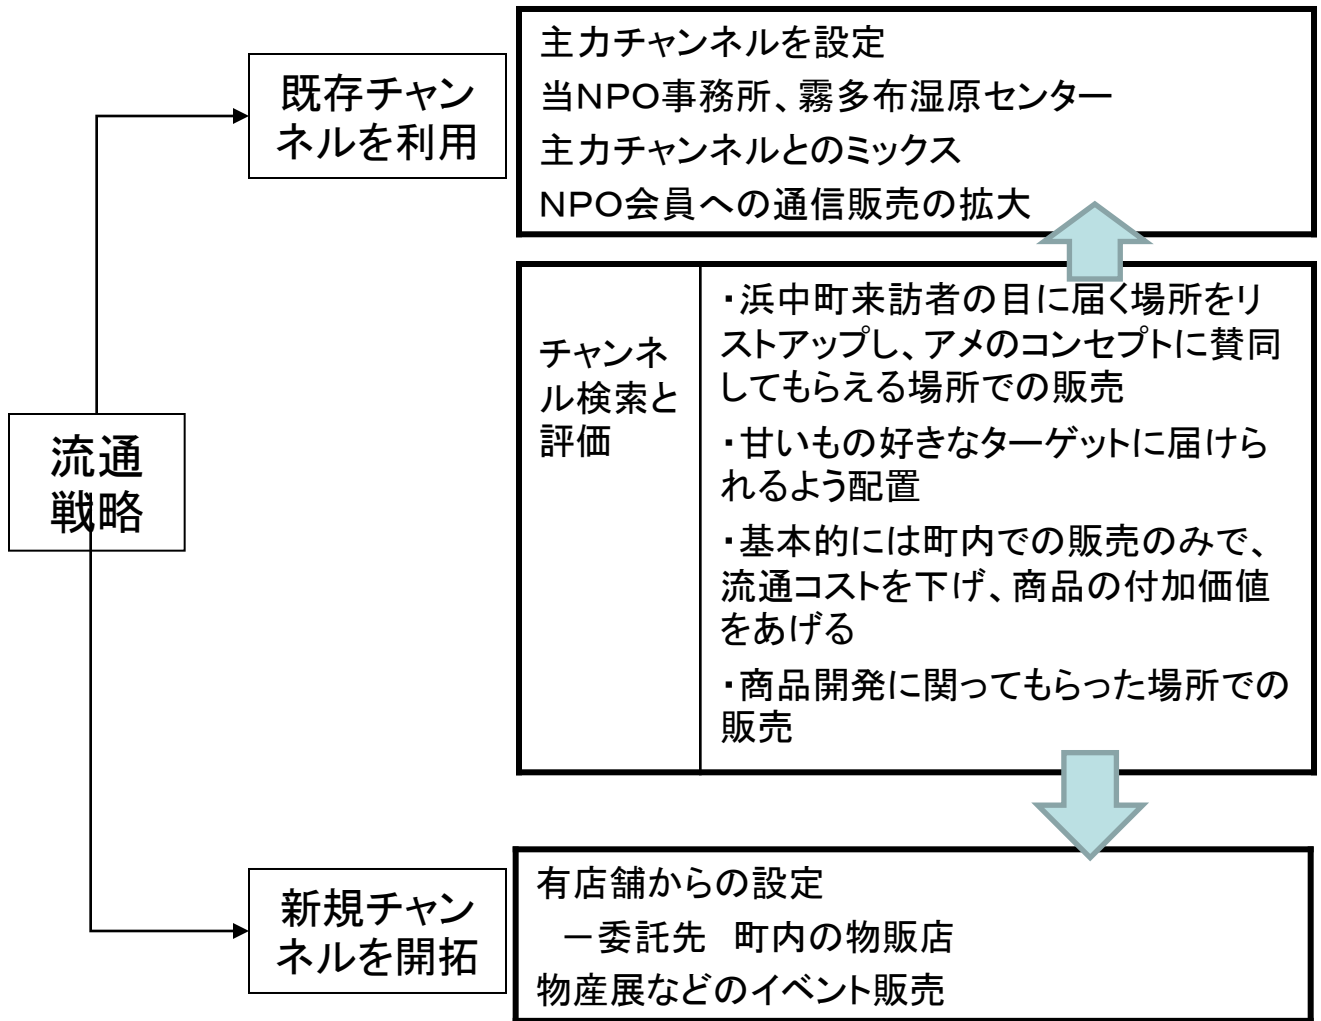 流通
戦略
既存チャン
ネルを利用
主力チャンネルを設定
当NPO事務所、霧多布湿原センター
主力チャンネルとのミックス
NPO会員への通信販売の拡大
チャンネ
ル検索と
評価
・浜中町来訪者の目に届く場所をリ
ストアップし、アメのコンセプトに賛同
してもらえる場所での販売
・甘いもの好きなターゲットに届けら
れるよう配置
・基本的には町内での販売のみで、
流通コストを下げ、商品の付加価値
をあげる
・商品開発に関ってもらった場所での
販売
新規チャン
ネルを開拓
有店舗からの設定
－委託先　町内の物販店
物産展などのイベント販売